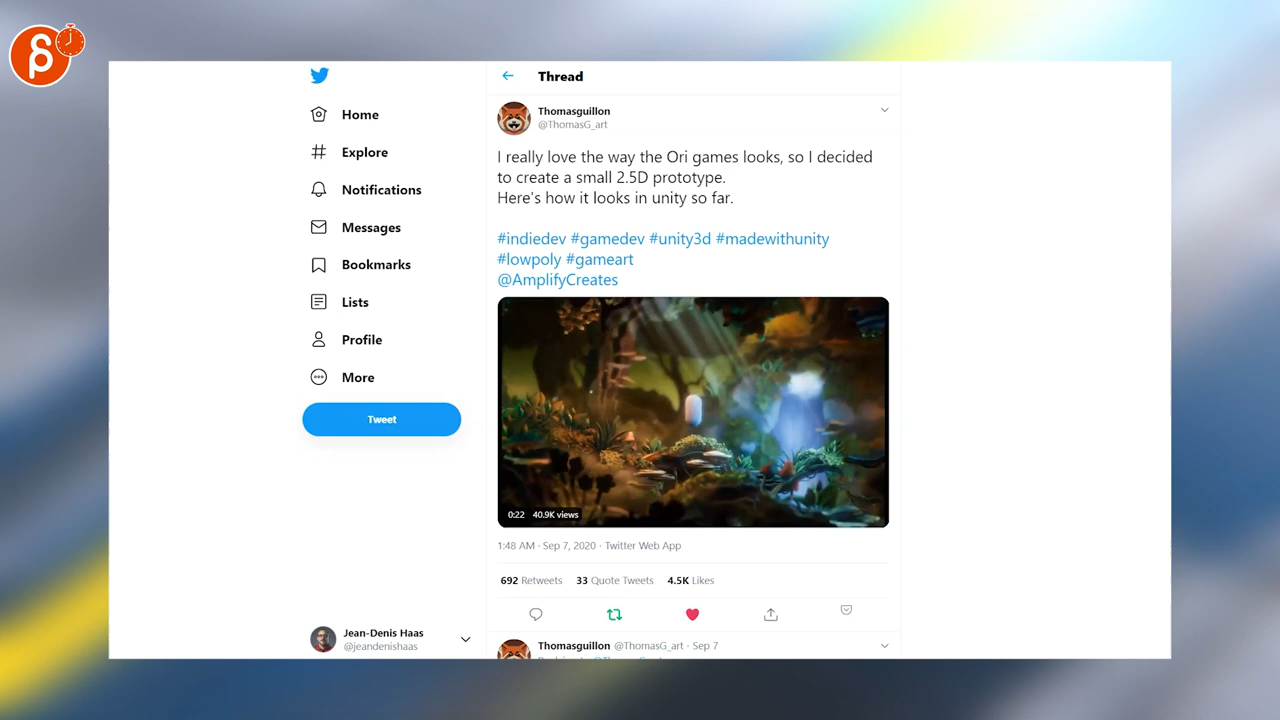 Thread
Home
Explore
Notifications
Messages
Bookmarks
Lists
Profile
More
Tweet
Jean-Denis Haas
@jeandenishaas
Thomasguillon
@ThomasG_art
I really love the way the Ori games looks, so I decided
to create a small 2.5D prototype.
Here's how it looks in unity so far.
#indiedev #gamedev #unity3d #madewithunity
#lowpoly #gameart
@AmplifyCreates
0:22 40.9K views
1:48 AM · Sep 7, 2020 · Twitter Web App
692 Retweets 33 Quote Tweets 4.5K Likes
Thomasguillon @ThomasG_art · Sep 7